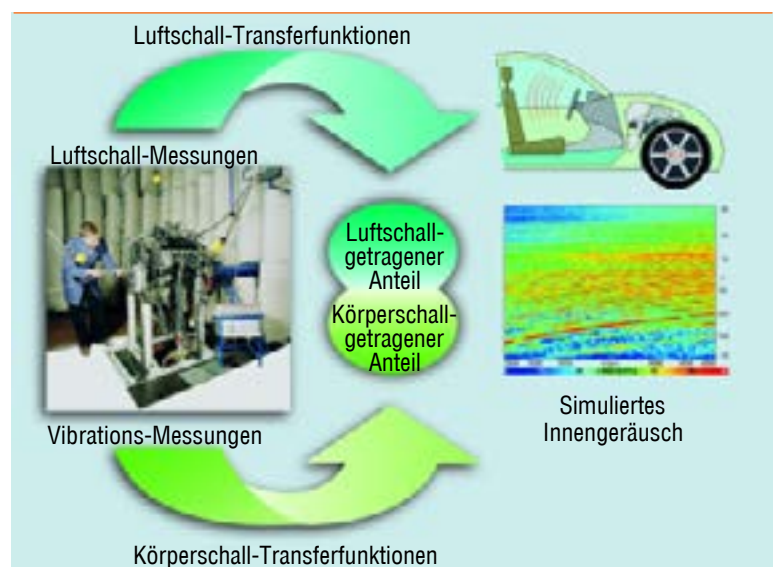 Luftschall-Transferfunktionen
Luftschall-Messungen
Luftschall-
getragener
Anteil
Körperschall-
getragener
Anteil
Vibrations-Messungen
Simuliertes
Innengeräusch
Körperschall-Transferfunktionen